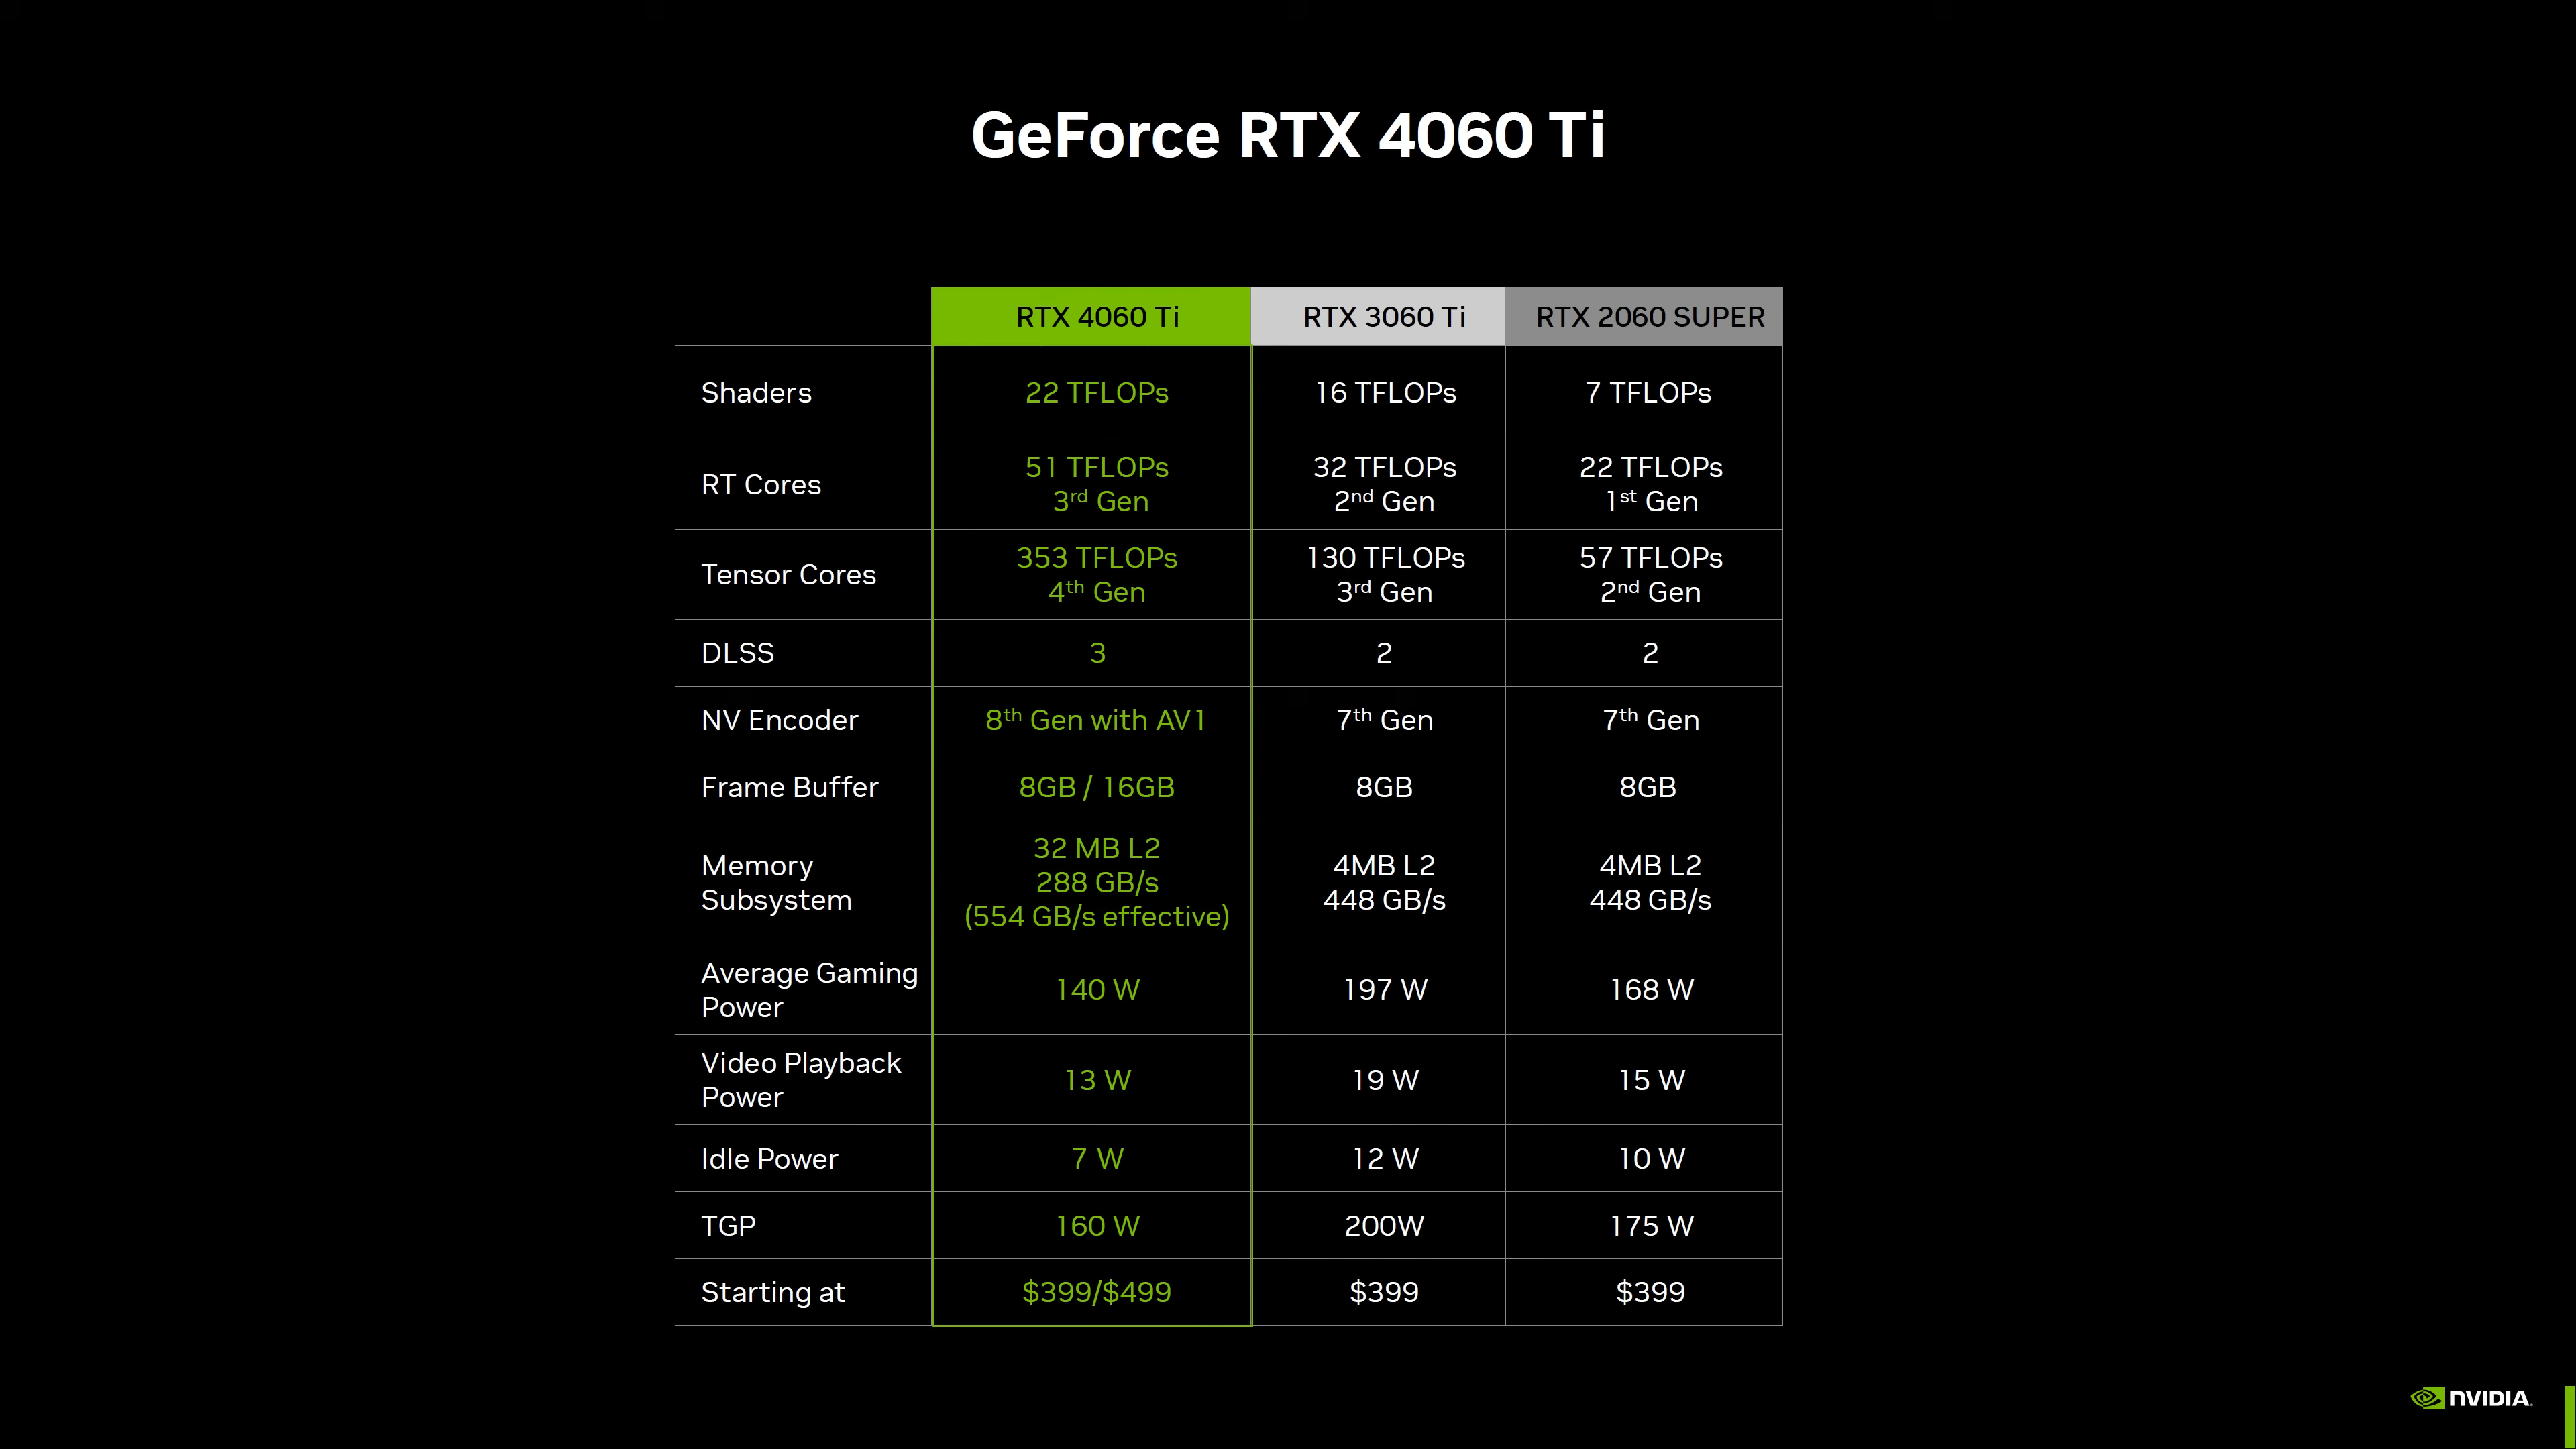 GeForce RTX 4060 Ti
RTX 4060 Ti RTX 3060 Ti RTX 2060 SUPER
Shaders 22 TFLOPs 16 TFLOPs 7 TFLOPs
RT Cores
51 TFLOPs
3rd Gen
32 TFLOPs
2nd Gen
22 TFLOPs
1st Gen
Tensor Cores
353 TFLOPs
4th Gen
130 TFLOPs
3rd Gen
57 TFLOPs
2nd Gen
DLSS 3 2 2
NV Encoder 8th Gen with AV1 7th Gen 7th Gen
Frame Buffer 8GB / 16GB 8GB 8GB
Memory
Subsystem
32 MB L2
288 GB/s
(554 GB/s effective)
4MB L2
448 GB/s
4MB L2
448 GB/s
Average Gaming
Power
140 W 197 W 168 W
Video Playback
Power
13 W 19 W 15 W
Idle Power 7 W 12 W 10 W
TGP 160 W 200W 175 W
Starting at $399/$499 $399 $399
NVIDIA.